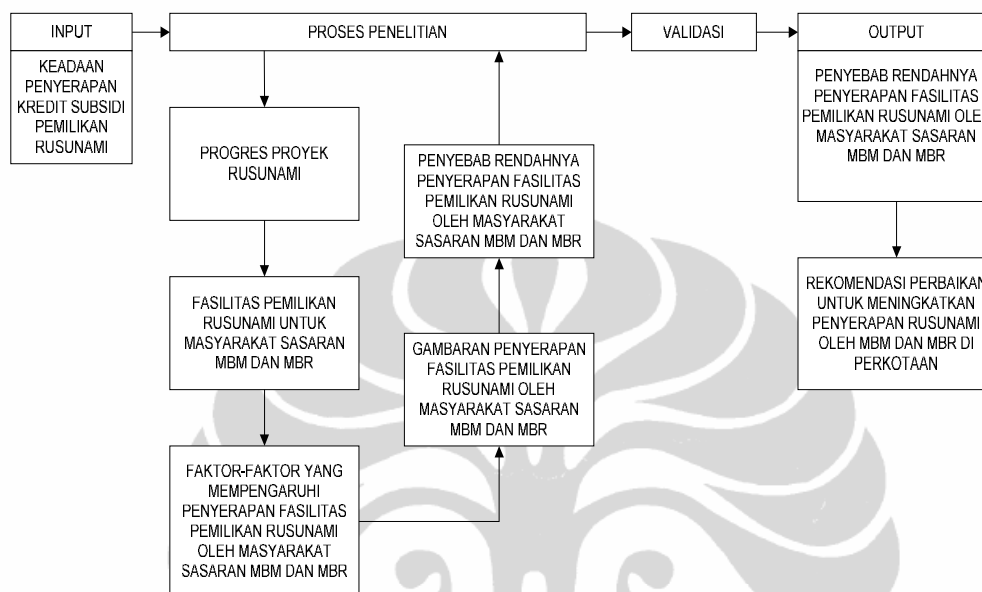 INPUT
KEADAAN
PENYERAPAN
KREDIT SUBSIDI
PEMILIKAN
RUSUNAMI
PROSES PENELITIAN
PROGRES PROYEK
RUSUNAMI
FASILITAS PEMILIKAN
RUSUNAMI UNTUK
MASYARAKAT SASARAN
MBM DAN MBR
FAKTOR-FAKTOR YANG
MEMPENGARUHI
PENYERAPAN FASILITAS
PEMILIKAN RUSUNAMI
OLEH MASYARAKAT
SASARAN MBM DAN MBR
GAMBARAN PENYERAPAN
FASILITAS PEMILIKAN
RUSUNAMI OLEH
MASYARAKAT SASARAN
MBM DAN MBR
PENYEBAB RENDAHNYA
PENYERAPAN FASILITAS
PEMILIKAN RUSUNAMI
OLEH MASYARAKAT
SASARAN MBM DAN MBR
VALIDASI
OUTPUT
PENYEBAB RENDAHNYA
PENYERAPAN FASILITAS
PEMILIKAN RUSUNAMI OLEH
MASYARAKAT SASARAN
MBM DAN MBR
REKOMENDASI PERBAIKAN
UNTUK MENINGKATKAN
PENYERAPAN RUSUNAMI
OLEH MBM DAN MBR DI
PERKOTAAN